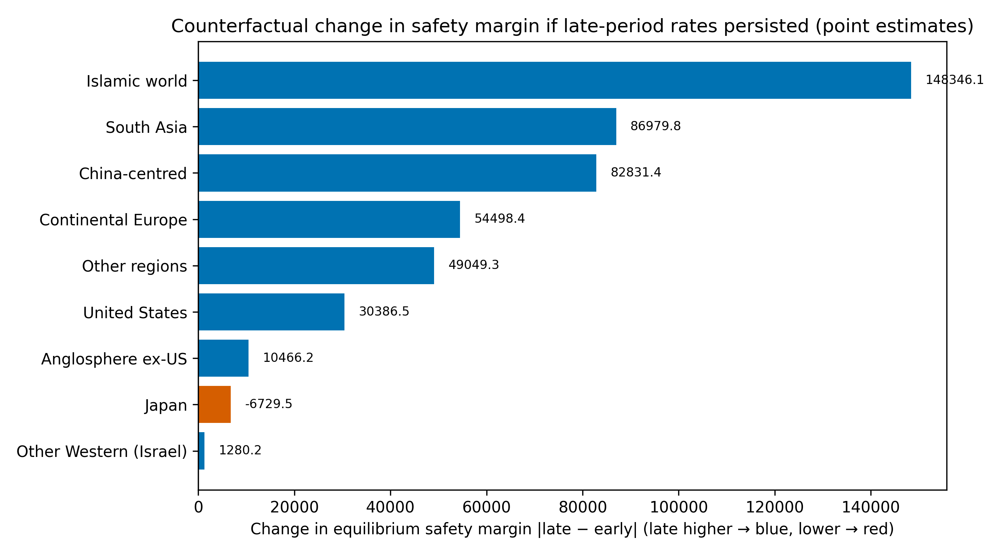 Counterfactual change in safety margin if late-period rates persisted (point estimates)
Islamic world
148346.1
South Asia
86979.8
China-centred
82831.4
Continental Europe
54498.4
Other regions
49049.3
United States
30386.5
Anglosphere ex-US
10466.2
Japan
-6729.5
Other Western (Israel)
1280.2
0 20000 40000 60000 80000 100000 120000 140000
Change in equilibrium safety margin |late − early| (late higher → blue, lower → red)